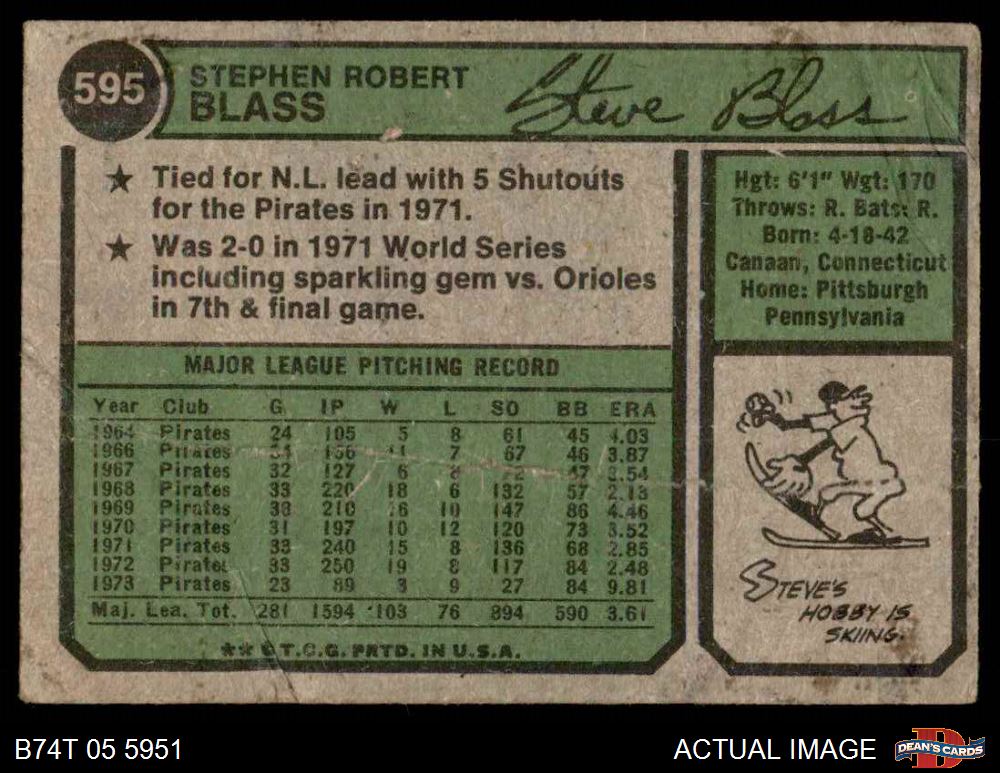 595
STEPHEN ROBERT
BLASS
Steve Blass
★ Tied for N.L. lead with 5 Shutouts
for the Pirates in 1971.
★ Was 2-0 in 1971 World Series
including sparkling gem vs. Orioles
in 7th & final game.
Hgt: 6'1" Wgt: 170
Throws: R. Bats: R.
Born: 4-18-42
Canaan, Connecticut
Home: Pittsburgh
Pennsylvania
MAJOR LEAGUE PITCHING RECORD
Year Club G IP W L SO BB ERA
1964 Pirates 24 105 5 8 61 45 4.03
1966 Pirates 34 156 11 7 67 46 3.87
1967 Pirates 32 127 6 8 72 47 3.54
1968 Pirates 33 220 18 6 132 57 2.13
1969 Pirates 38 210 16 10 147 86 4.46
1970 Pirates 31 197 10 12 120 73 3.52
1971 Pirates 33 240 15 8 136 68 2.85
1972 Pirates 33 250 19 8 117 84 2.48
1973 Pirates 23 89 3 9 27 84 9.81
Maj. Lea. Tot. 281 1594 103 76 894 590 3.61
★★ © T.C.G. PRTD. IN U.S.A.
STEVE'S
HOBBY IS
SKIING.
B74T 05 5951
ACTUAL IMAGE
D
DEAN'S CARDS